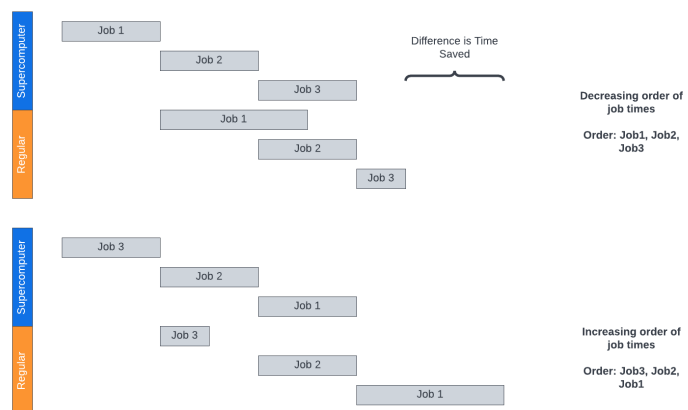 Supercomputer
Job 1
Job 2
Job 3
Difference is Time
Saved
Regular
Job 1
Job 2
Job 3
Decreasing order of
job times
Order: Job1, Job2,
Job3
Supercomputer
Job 3
Job 2
Job 1
Regular
Job 3
Job 2
Job 1
Increasing order of
job times
Order: Job3, Job2,
Job1